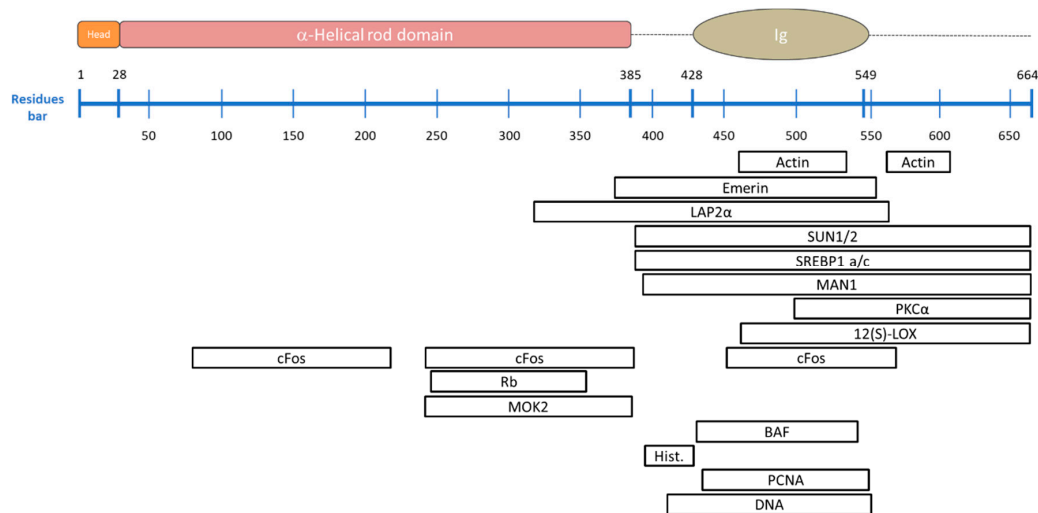 Head
α-Helical rod domain
Ig
1 28 385 428 549 664
Residues
bar
50 100 150 200 250 300 350 400 450 500 550 600 650
Actin Actin
Emerin
LAP2α
SUN1/2
SREBP1 a/c
MAN1
PKCα
12(S)-LOX
cFos cFos cFos
Rb
MOK2
BAF
Hist.
PCNA
DNA